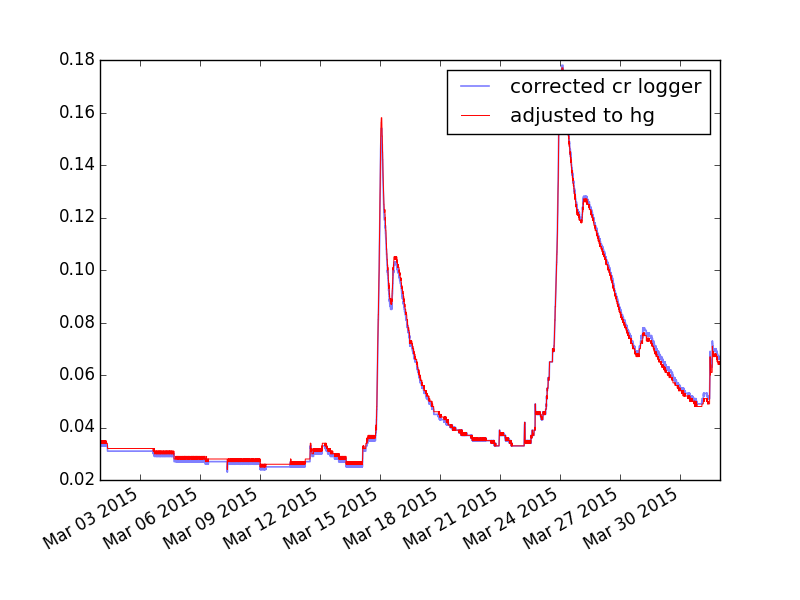 0.18
0.16
0.14
0.12
0.10
0.08
0.06
0.04
0.02
corrected cr logger
adjusted to hg
Mar 03 2015
Mar 06 2015
Mar 09 2015
Mar 12 2015
Mar 15 2015
Mar 18 2015
Mar 21 2015
Mar 24 2015
Mar 27 2015
Mar 30 2015